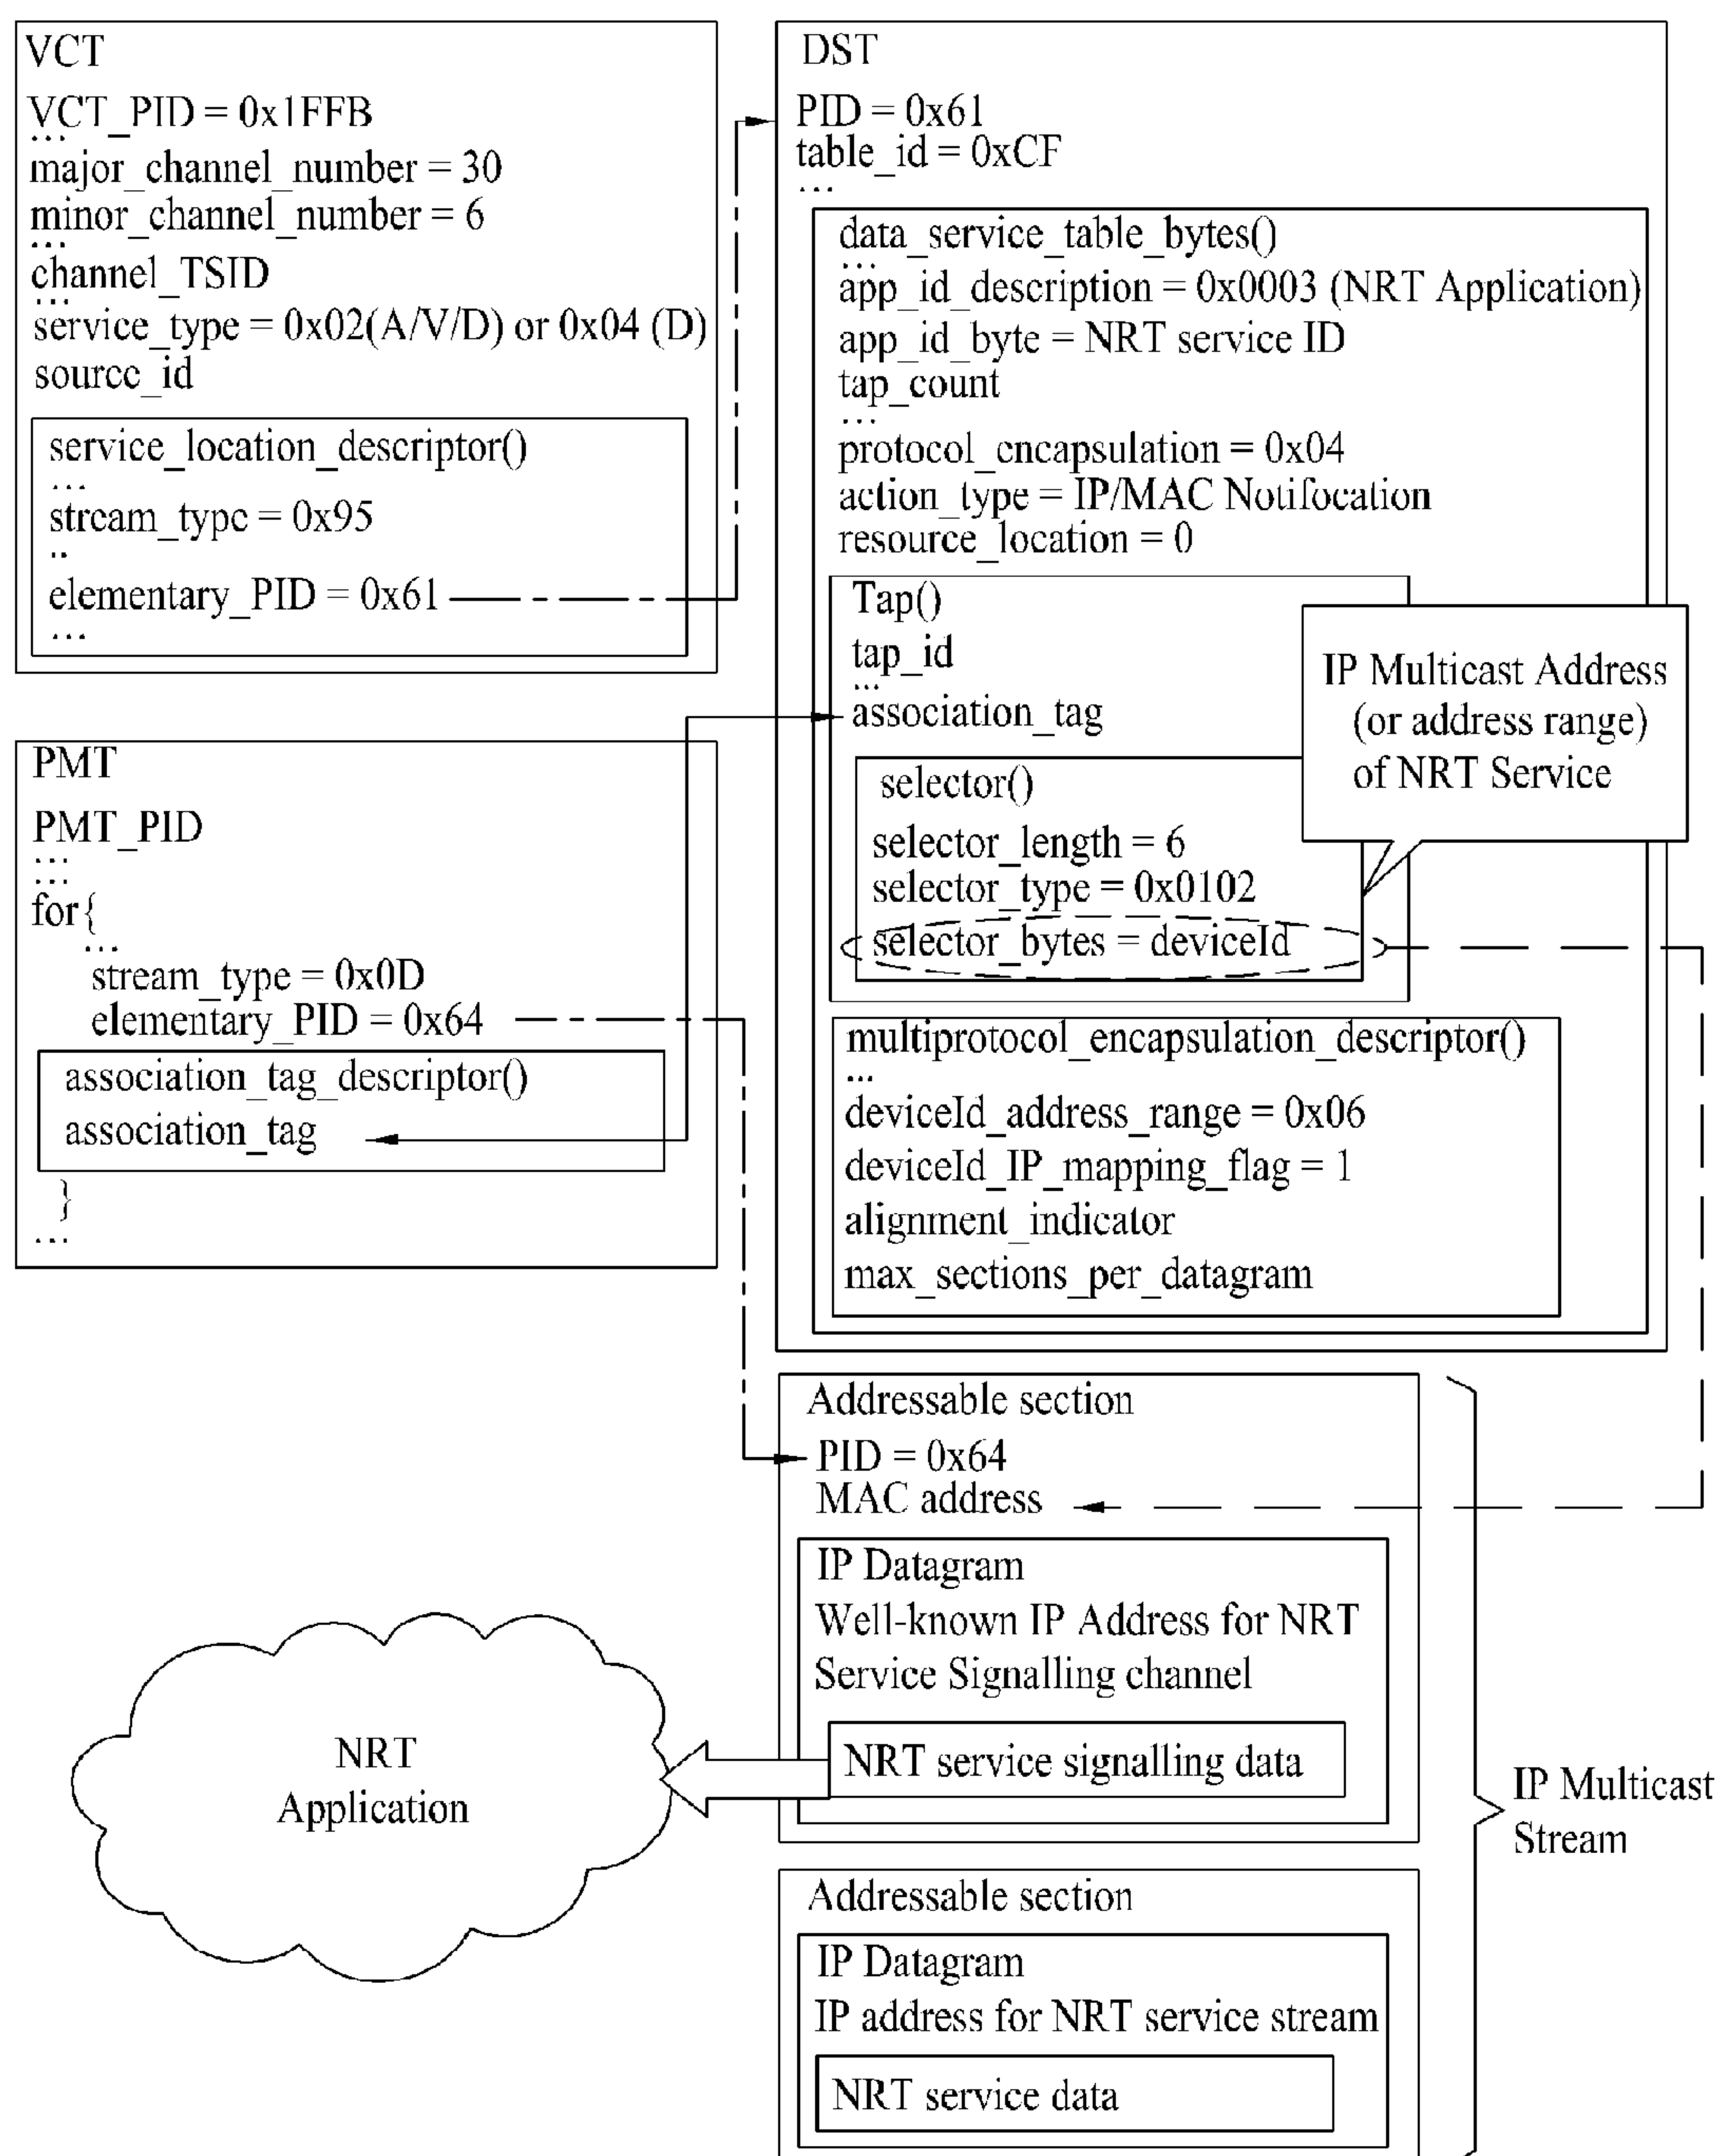 VCT
VCT_PID = 0x1FFB
...
major_channel_number = 30
minor_channel_number = 6
...
channel_TSID
...
service_type = 0x02(A/V/D) or 0x04 (D)
source_id
service_location_descriptor()
...
stream_type = 0x95
..
elementary_PID = 0x61
...
PMT
PMT_PID
...
...
for{
...
stream_type = 0x0D
elementary_PID = 0x64
association_tag_descriptor()
association_tag
}
...
DST
PID = 0x61
table_id = 0xCF
...
data_service_table_bytes()
...
app_id_description = 0x0003 (NRT Application)
app_id_byte = NRT service ID
tap_count
...
protocol_encapsulation = 0x04
action_type = IP/MAC Notifocation
resource_location = 0
Tap()
tap_id
...
association_tag
selector()
selector_length = 6
selector_type = 0x0102
selector_bytes = deviceId
IP Multicast Address
(or address range)
of NRT Service
multiprotocol_encapsulation_descriptor()
...
deviceId_address_range = 0x06
deviceId_IP_mapping_flag = 1
alignment_indicator
max_sections_per_datagram
Addressable section
PID = 0x64
MAC address
IP Datagram
Well-known IP Address for NRT
Service Signalling channel
NRT service signalling data
NRT
Application
IP Multicast
Stream
Addressable section
IP Datagram
IP address for NRT service stream
NRT service data